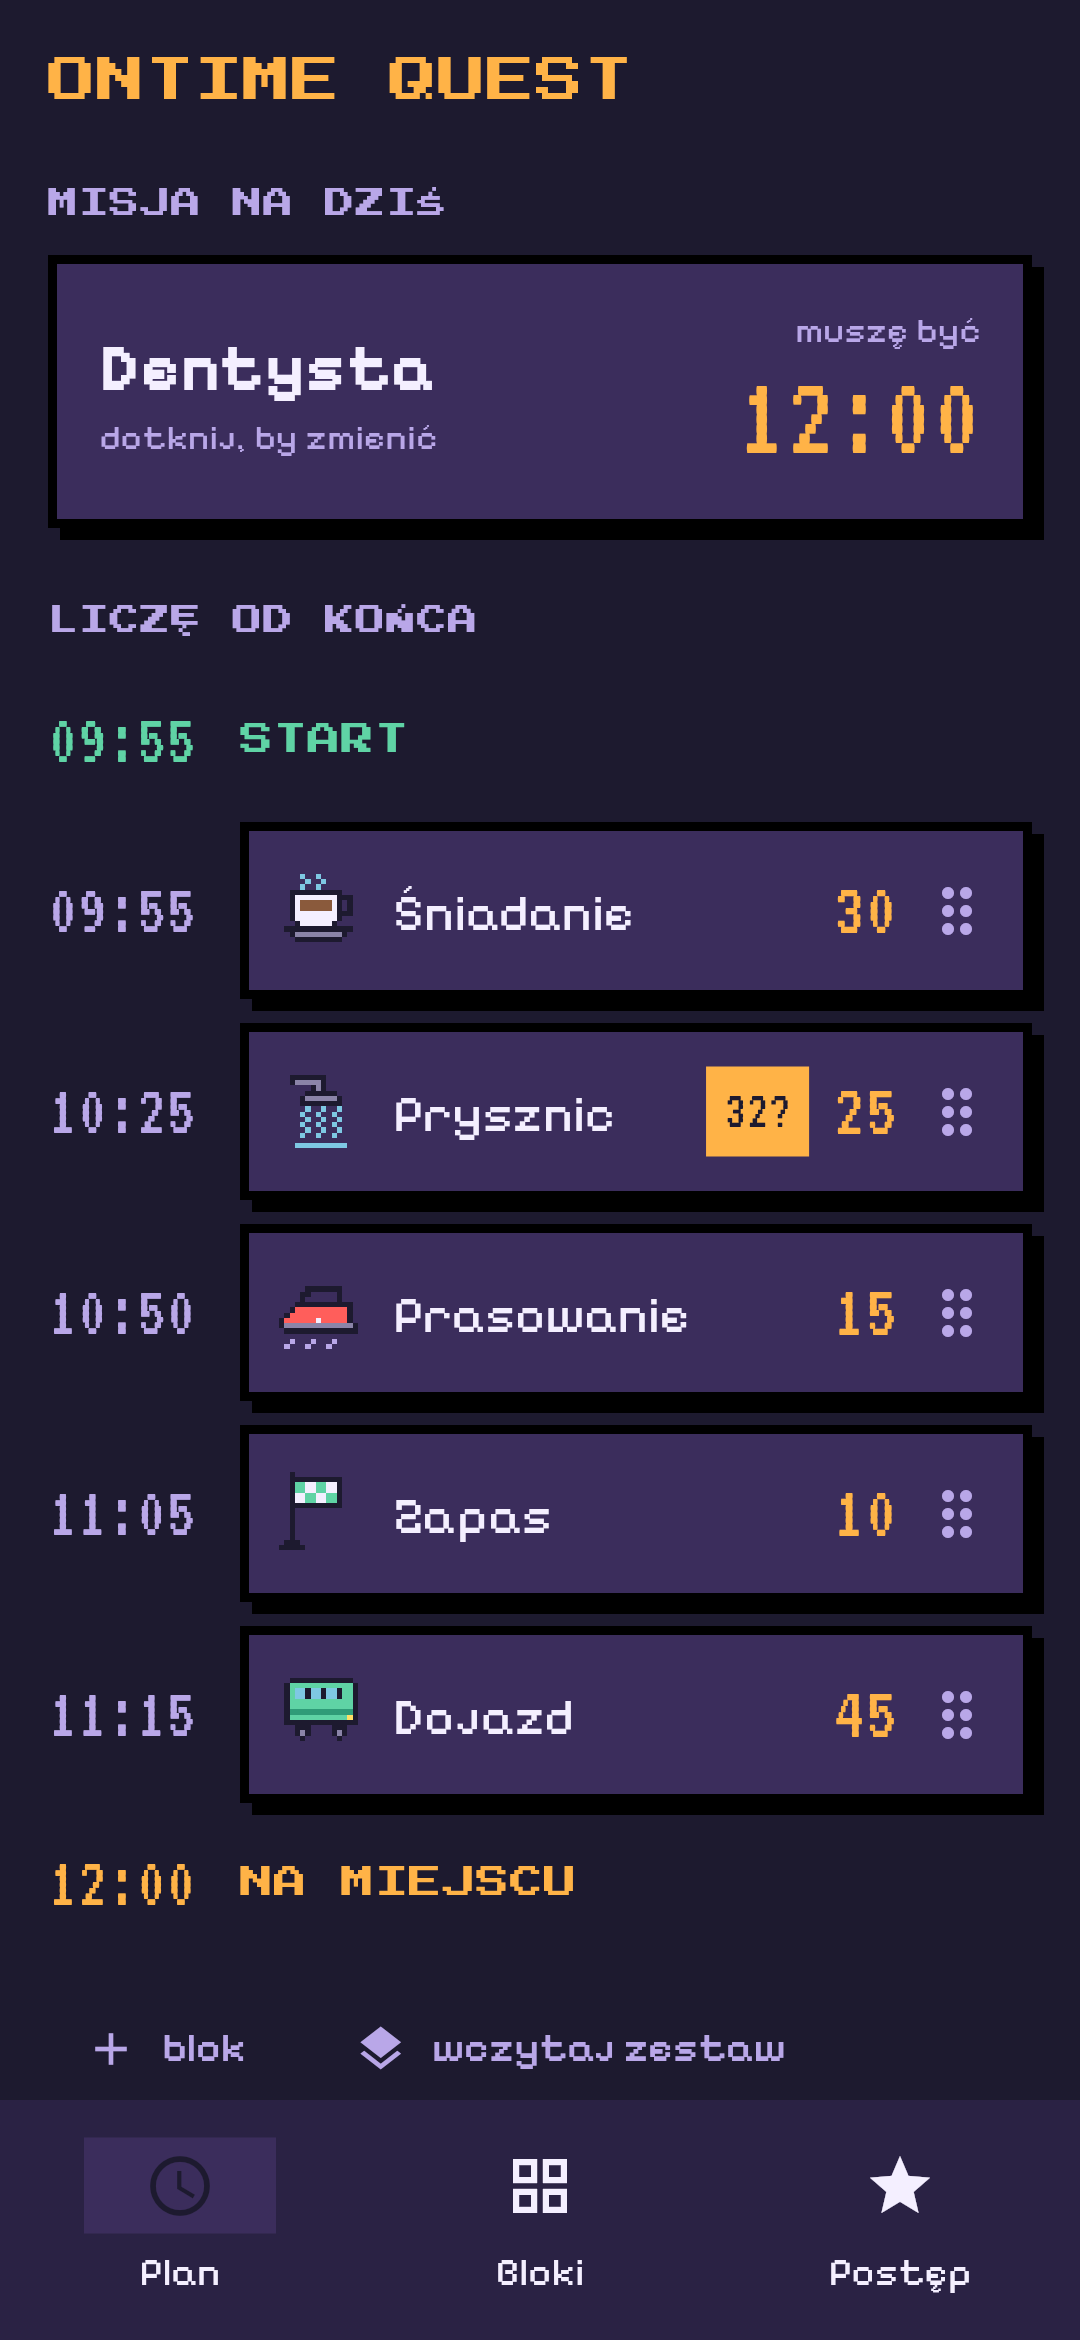 ONTIME QUEST
MISJA NA DZIŚ
muszę być
Dentysta
12:00
dotknij, by zmienić
LICZĘ OD KOŃCA
09:55 START
09:55 Śniadanie 30
10:25 Prysznic 32? 25
10:50 Prasowanie 15
11:05 Zapas 10
11:15 Dojazd 45
12:00 NA MIEJSCU
+ blok wczytaj zestaw
Plan Bloki Postęp